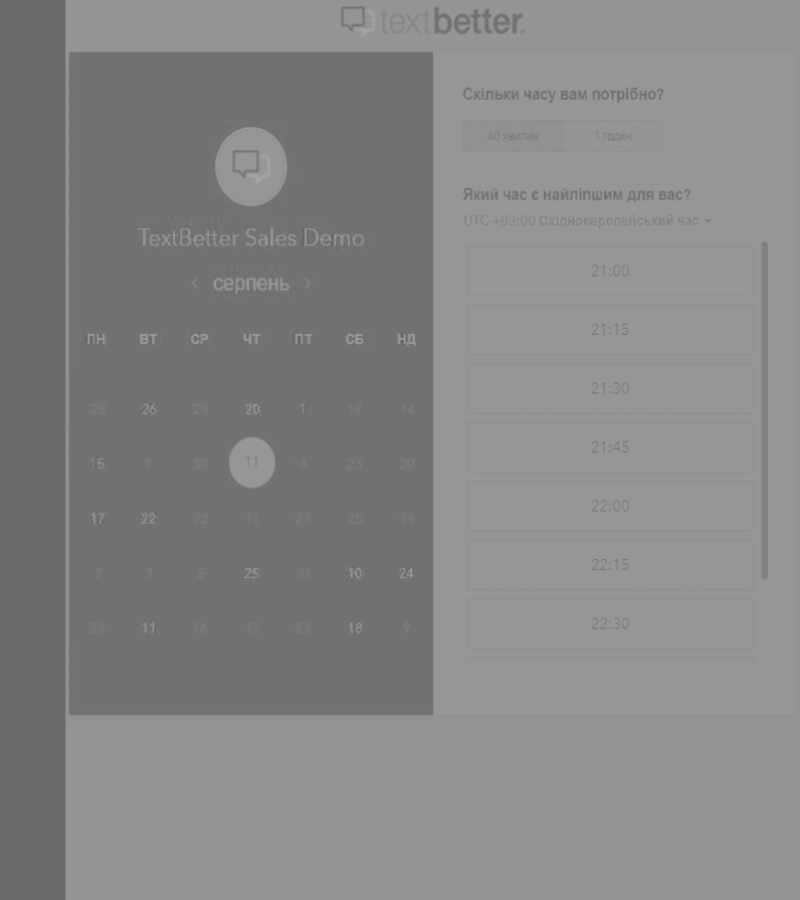 textbetter.
TextBetter Sales Demo
‹ серпень ›
ПН ВТ СР ЧТ ПТ СБ НД
26 28 20 1 17 14
15 1 30 11 4 23 20
17 22 22 11 23 25 14
7 3 5 25 31 10 24
23 11 16 12 23 18 9
Скільки часу вам потрібно?
40 хвилин 1 годин
Який час є найліпшим для вас?
UTC +03:00 Східноєвропейський час
21:00
21:15
21:30
21:45
22:00
22:15
22:30